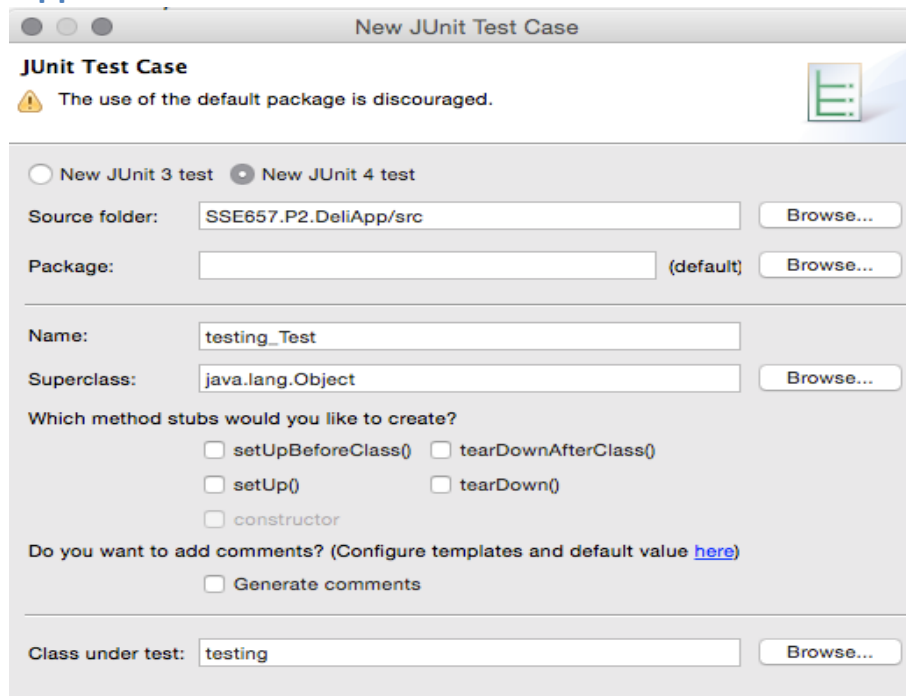 New JUnit Test Case
JUnit Test Case
The use of the default package is discouraged.
New JUnit 3 test New JUnit 4 test
Source folder: SSE657.P2.DeliApp/src Browse...
Package: (default) Browse...
Name: testing_Test
Superclass: java.lang.Object Browse...
Which method stubs would you like to create?
setUpBeforeClass() tearDownAfterClass()
setUp() tearDown()
constructor
Do you want to add comments? (Configure templates and default value here)
Generate comments
Class under test: testing Browse...